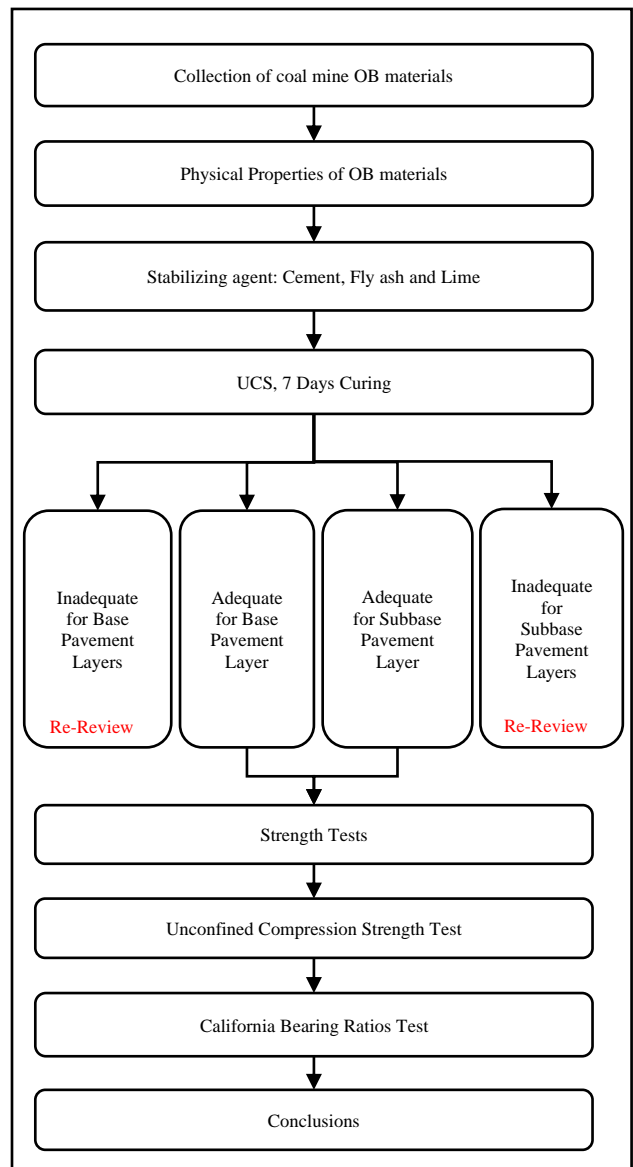 Collection of coal mine OB materials
Physical Properties of OB materials
Stabilizing agent: Cement, Fly ash and Lime
UCS, 7 Days Curing
Inadequate
for Base
Pavement
Layers
Re-Review
Adequate
for Base
Pavement
Layer
Adequate
for Subbase
Pavement
Layer
Inadequate
for
Subbase
Pavement
Layers
Re-Review
Strength Tests
Unconfined Compression Strength Test
California Bearing Ratios Test
Conclusions